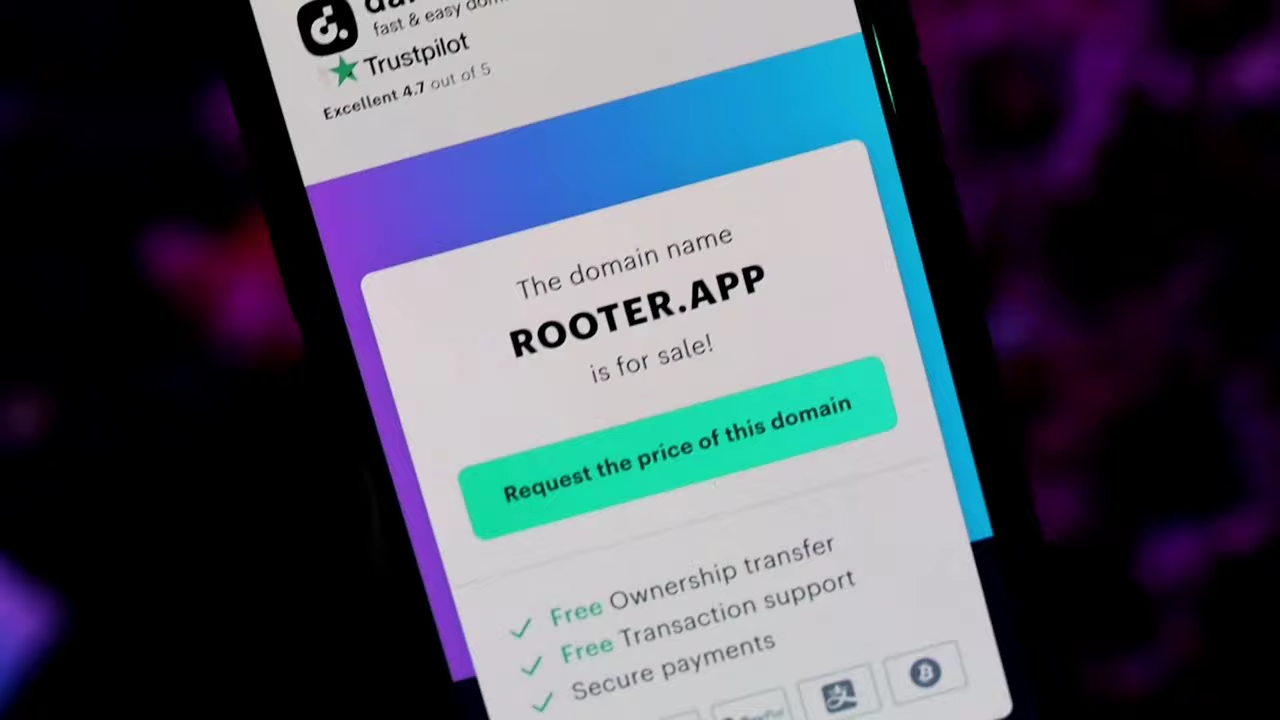 fast & easy
Trustpilot
Excellent 4.7 out of 5
The domain name
ROOTER.APP
is for sale!
Request the price of this domain
Free Ownership transfer
Free Transaction support
Secure payments